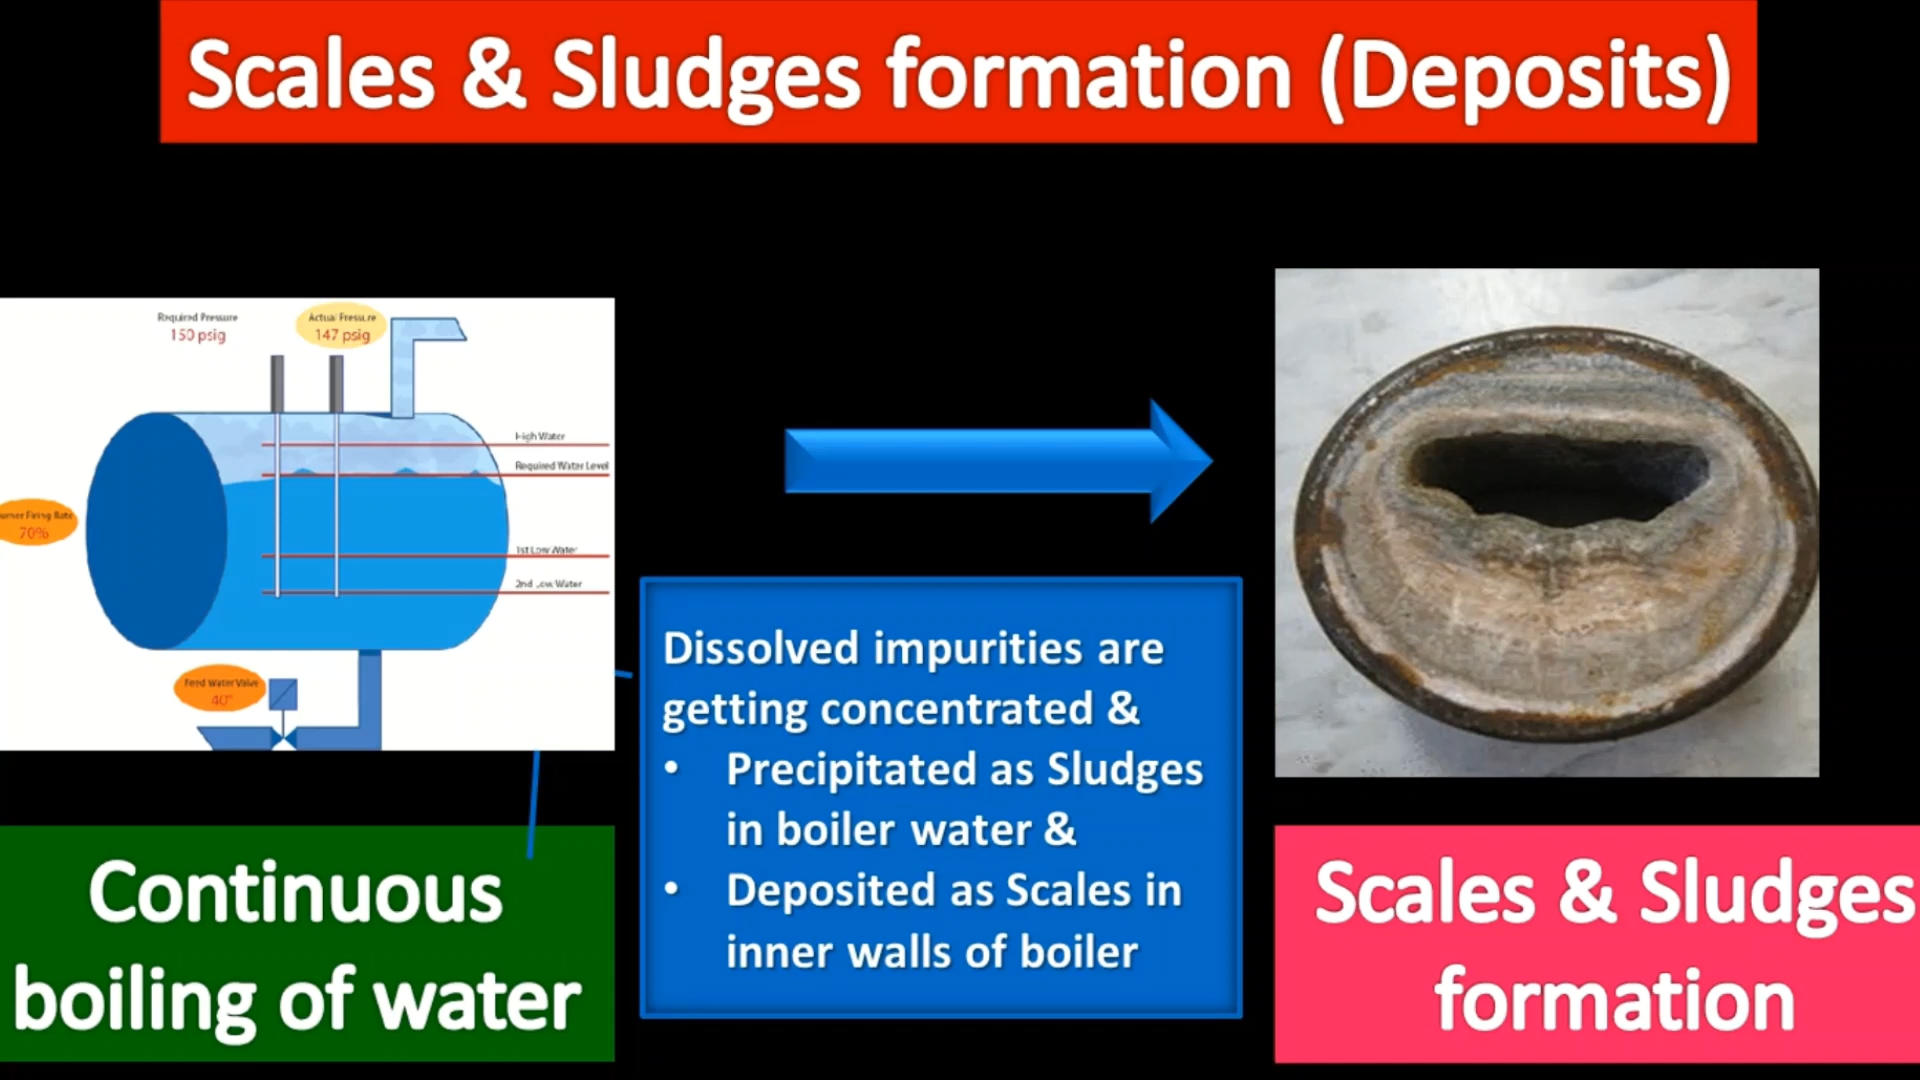 Scales & Sludges formation (Deposits)
Required Pressure
150 psig
Actual Pressure
147 psig
High Water
Required Water Level
urner Firing Rate
70%
1st Low Water
2nd Low Water
Feed Water Valve
40°
Dissolved impurities are
getting concentrated &
• Precipitated as Sludges
in boiler water &
• Deposited as Scales in
inner walls of boiler
Continuous
boiling of water
Scales & Sludges
formation